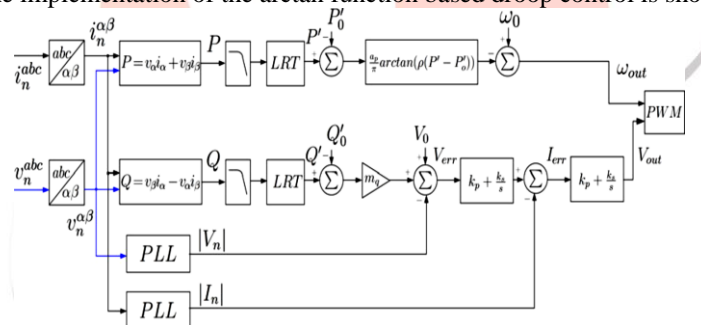 e implementation of the arctan function based droop control is sho
i_n^{abc}
abc
αβ
i_n^{αβ}
P = v_α i_α + v_β i_β
P
LRT
P'
P'_0
Σ
a_p/π arctan(ρ(P' − P'_o))
ω_0
Σ
ω_out
PWM
v_n^{abc}
abc
αβ
v_n^{αβ}
Q = v_β i_α − v_α i_β
Q
LRT
Q'
Q'_0
Σ
m_q
V_0
Σ
V_err
k_p + k_s/s
I_err
Σ
k_p + k_s/s
V_out
PLL
|V_n|
PLL
|I_n|